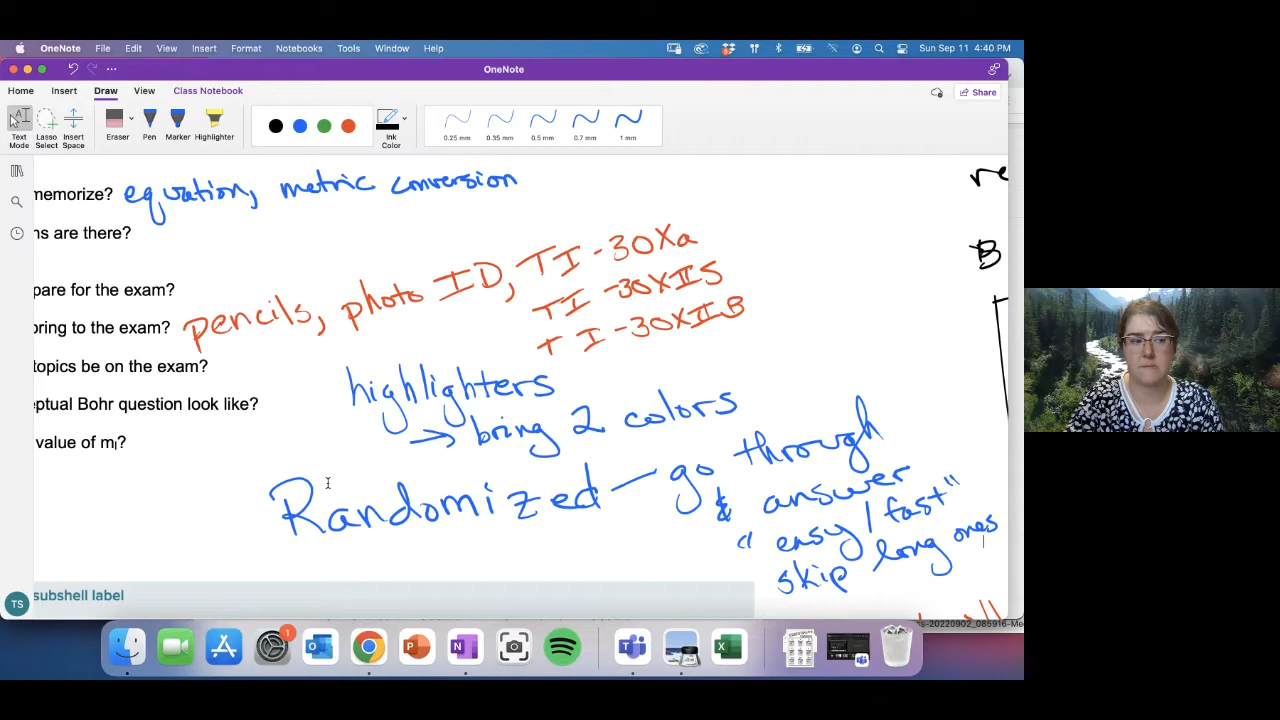 OneNote File Edit View Insert Format Notebooks Tools Window Help Sun Sep 11 4:40 PM
OneNote
Home Insert Draw View Class Notebook Share
Text Mode Lasso Select Insert Space Eraser Pen Marker Highlighter Ink Color 0.25 mm 0.35 mm 0.5 mm 0.7 mm 1 mm
memorize? equation, metric conversion
re
ns are there?
B
pencils, photo ID, TI-30Xa
TI-30XIIS
TI-30XIIB
pare for the exam?
bring to the exam?
topics be on the exam?
eptual Bohr question look like?
value of ml?
highlighters
→ bring 2 colors
Randomized — go through
& answer
"easy/fast"
skip long ones
subshell label
TS
1